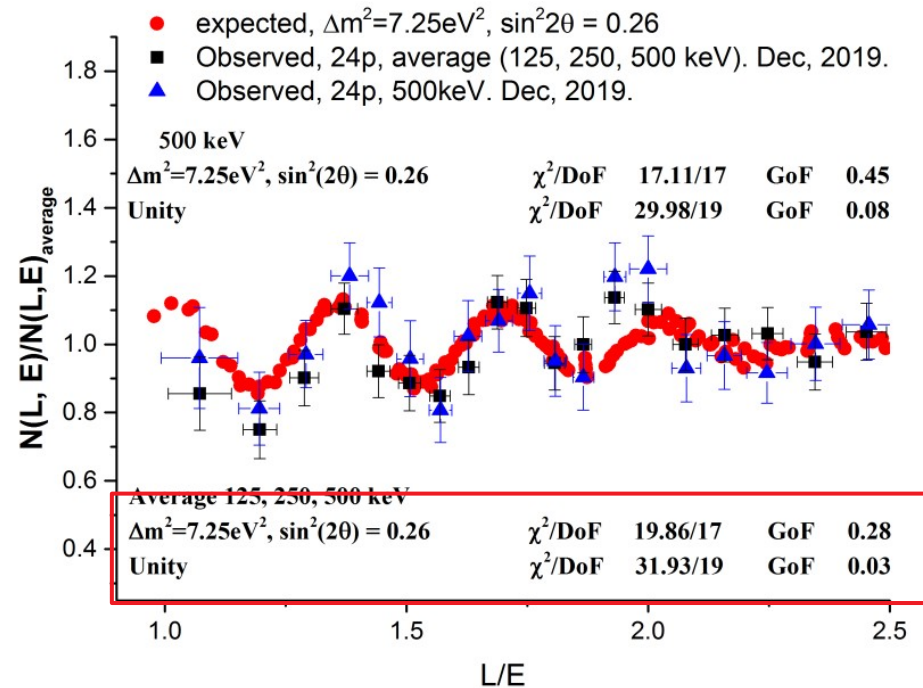 expected, Δm²=7.25eV², sin²2θ = 0.26
Observed, 24p, average (125, 250, 500 keV). Dec, 2019.
Observed, 24p, 500keV. Dec, 2019.
500 keV
Δm²=7.25eV², sin²(2θ) = 0.26 χ²/DoF 17.11/17 GoF 0.45
Unity χ²/DoF 29.98/19 GoF 0.08
N(L, E)/N(L,E)average
1.8
1.6
1.4
1.2
1.0
0.8
0.6
0.4
Average 125, 250, 500 keV
Δm²=7.25eV², sin²(2θ) = 0.26 χ²/DoF 19.86/17 GoF 0.28
Unity χ²/DoF 31.93/19 GoF 0.03
1.0 1.5 2.0 2.5
L/E